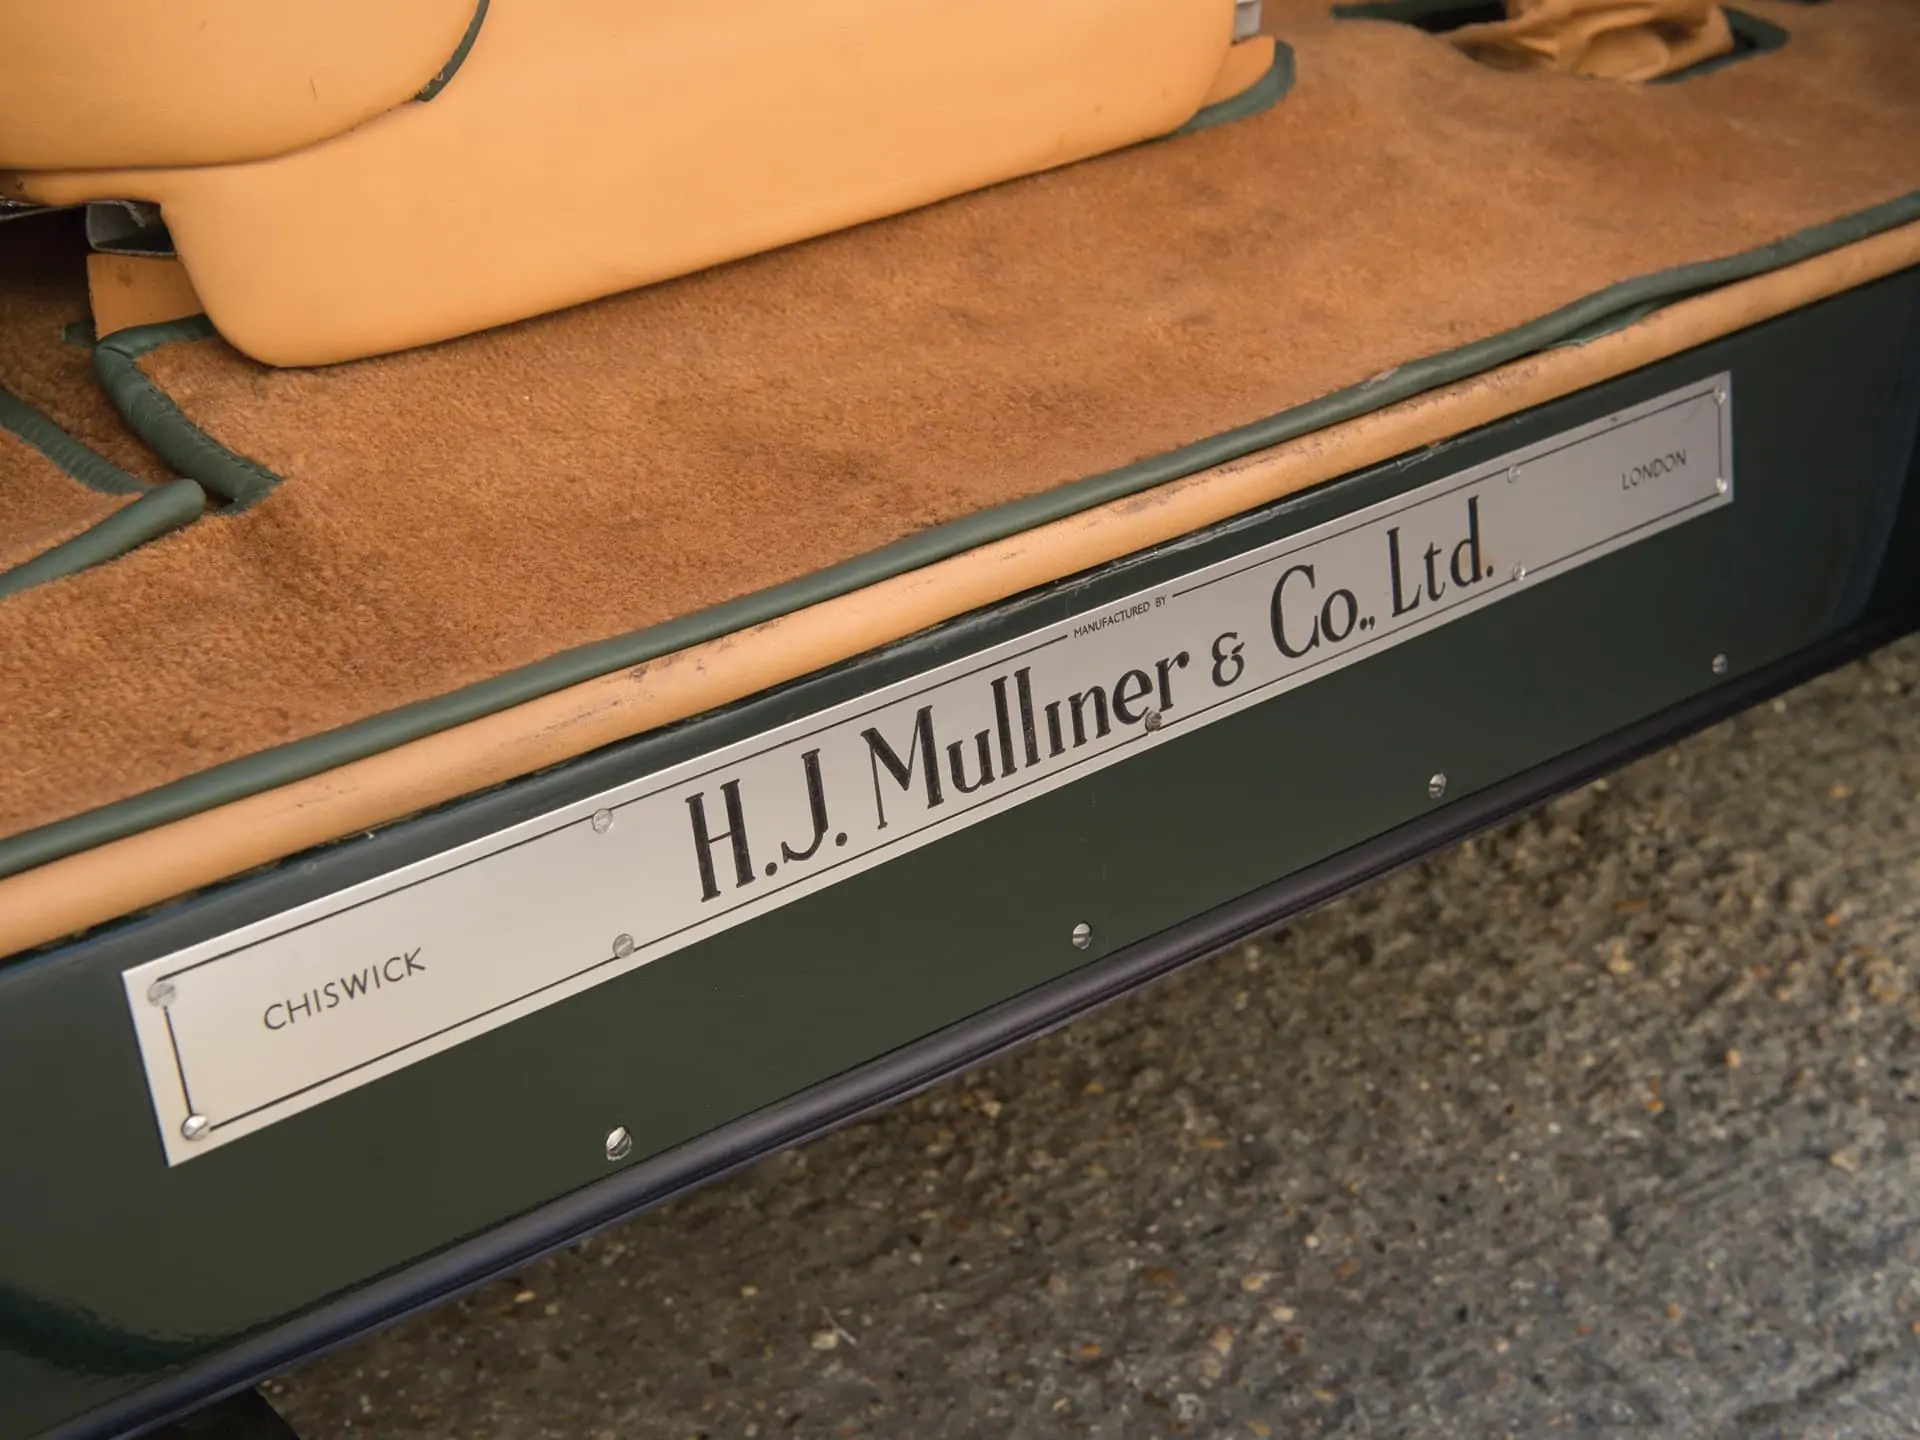 MANUFACTURED BY
H.J. Mulliner & Co., Ltd.
CHISWICK
LONDON